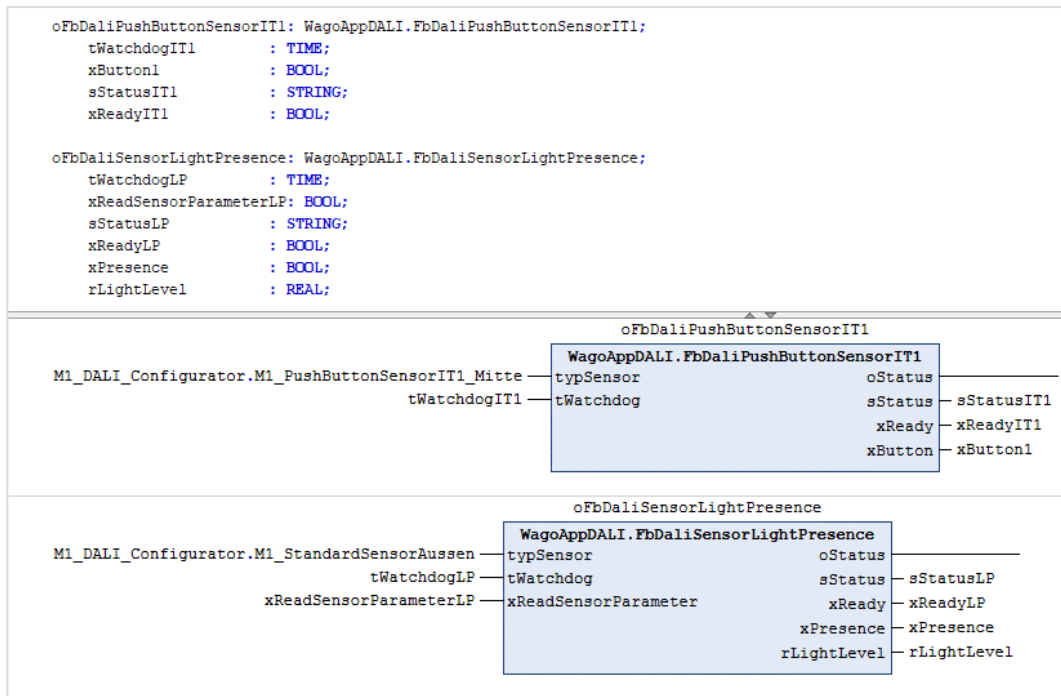 oFbDaliPushButtonSensorIT1: WagoAppDALI.FbDaliPushButtonSensorIT1;
tWatchdogIT1 : TIME;
xButton1 : BOOL;
sStatusIT1 : STRING;
xReadyIT1 : BOOL;
oFbDaliSensorLightPresence: WagoAppDALI.FbDaliSensorLightPresence;
tWatchdogLP : TIME;
xReadSensorParameterLP: BOOL;
sStatusLP : STRING;
xReadyLP : BOOL;
xPresence : BOOL;
rLightLevel : REAL;
oFbDaliPushButtonSensorIT1
WagoAppDALI.FbDaliPushButtonSensorIT1
M1_DALI_Configurator.M1_PushButtonSensorIT1_Mitte typSensor oStatus
tWatchdogIT1 tWatchdog sStatus sStatusIT1
xReady xReadyIT1
xButton xButton1
oFbDaliSensorLightPresence
WagoAppDALI.FbDaliSensorLightPresence
M1_DALI_Configurator.M1_StandardSensorAussen typSensor oStatus
tWatchdogLP tWatchdog sStatus sStatusLP
xReadSensorParameterLP xReadSensorParameter xReady xReadyLP
xPresence xPresence
rLightLevel rLightLevel